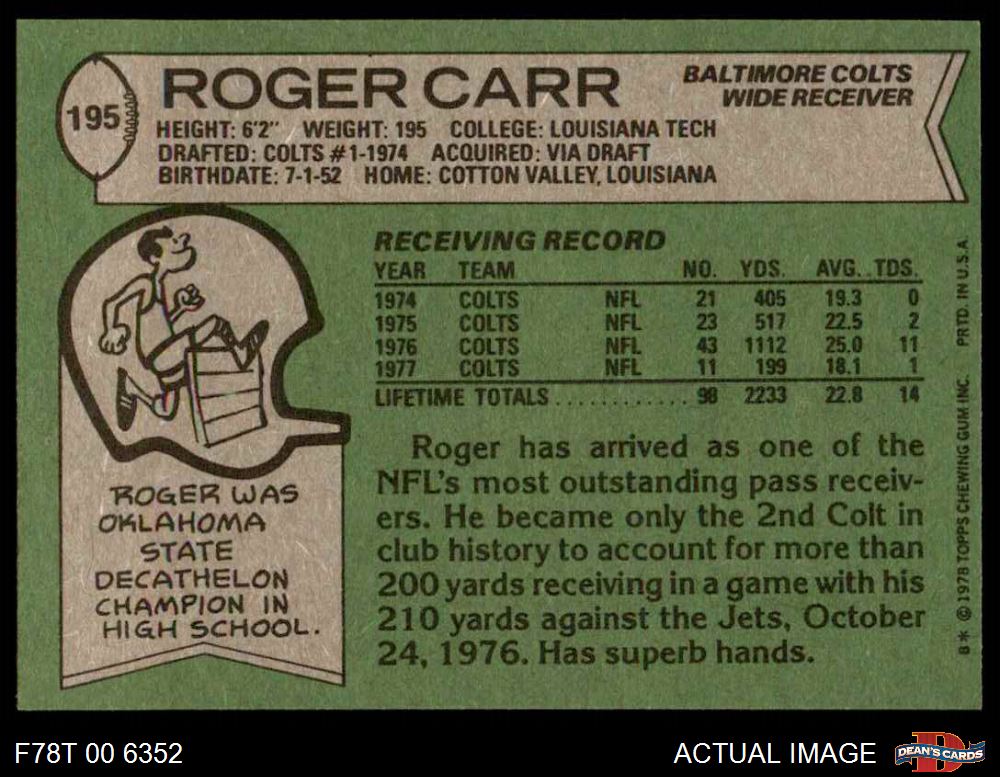 195
ROGER CARR
BALTIMORE COLTS
WIDE RECEIVER
HEIGHT: 6'2" WEIGHT: 195 COLLEGE: LOUISIANA TECH
DRAFTED: COLTS #1-1974 ACQUIRED: VIA DRAFT
BIRTHDATE: 7-1-52 HOME: COTTON VALLEY, LOUISIANA
RECEIVING RECORD
YEAR TEAM NO. YDS. AVG. TDS.
1974 COLTS NFL 21 405 19.3 0
1975 COLTS NFL 23 517 22.5 2
1976 COLTS NFL 43 1112 25.0 11
1977 COLTS NFL 11 199 18.1 1
LIFETIME TOTALS ............ 98 2233 22.8 14
Roger has arrived as one of the
NFL's most outstanding pass receiv-
ers. He became only the 2nd Colt in
club history to account for more than
200 yards receiving in a game with his
210 yards against the Jets, October
24, 1976. Has superb hands.
ROGER WAS
OKLAHOMA
STATE
DECATHELON
CHAMPION IN
HIGH SCHOOL.
B* © 1978 TOPPS CHEWING GUM INC. PRTD. IN U.S.A.
F78T 00 6352
ACTUAL IMAGE
D
DEAN'S CARDS